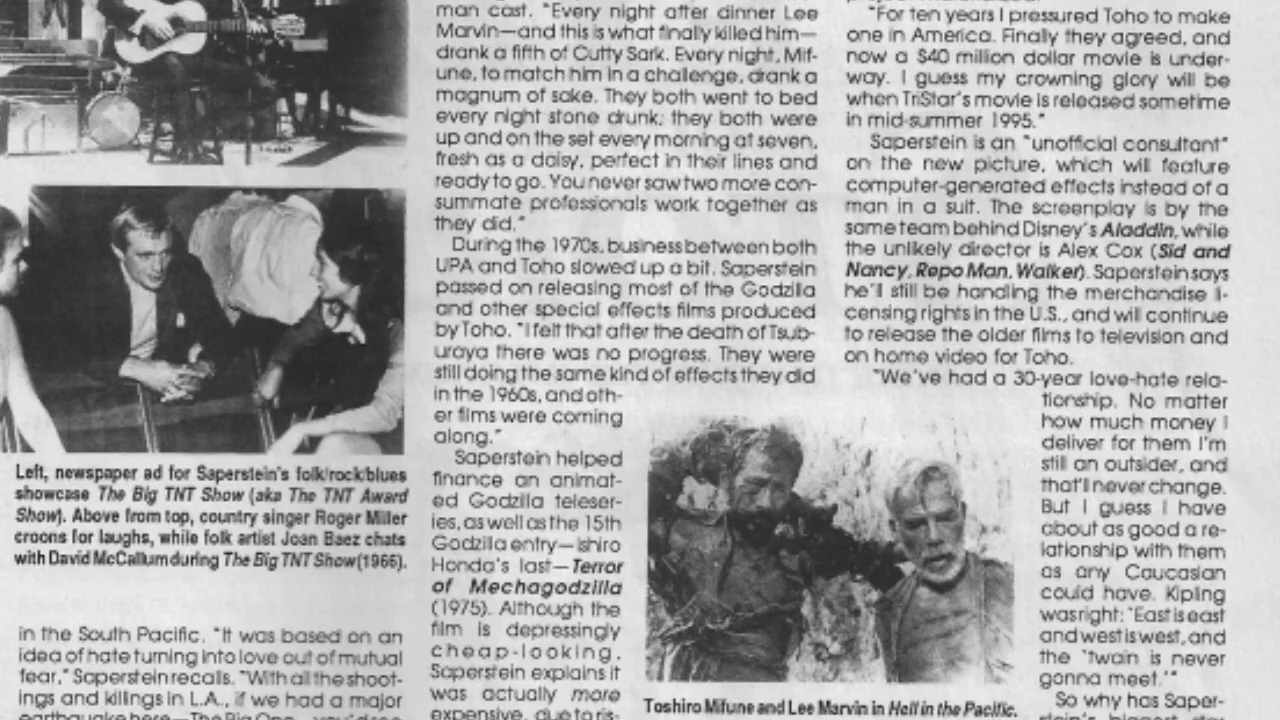 Left, newspaper ad for Saperstein's folk/rock/blues
showcase The Big TNT Show (aka The TNT Award
Show). Above from top, country singer Roger Miller
croons for laughs, while folk artist Joan Baez chats
with David McCallum during The Big TNT Show (1966).
in the South Pacific. "It was based on an
idea of hate turning into love out of mutual
fear," Saperstein recalls. "With all the shoot-
ings and killings in L.A., if we had a major
earthquake here—The Big One—
man cast. "Every night after dinner Lee
Marvin—and this is what finally killed him—
drank a fifth of Cutty Sark. Every night, Mif-
une, to match him in a challenge, drank a
magnum of sake. They both went to bed
every night stone drunk; they both were
up and on the set every morning at seven,
fresh as a daisy, perfect in their lines and
ready to go. You never saw two more con-
summate professionals work together as
they did."
During the 1970s, business between both
UPA and Toho slowed up a bit. Saperstein
passed on releasing most of the Godzilla
and other special effects films produced
by Toho. "I felt that after the death of Tsub-
uraya there was no progress. They were
still doing the same kind of effects they did
in the 1960s, and oth-
er films were coming
along."
Saperstein helped
finance an animat-
ed Godzilla teleser-
ies, as well as the 15th
Godzilla entry—Ishiro
Honda's last—Terror
of Mechagodzilla
(1975). Although the
film is depressingly
cheap-looking,
Saperstein explains it
was actually more
expensive, due to ris-
"For ten years I pressured Toho to make
one in America. Finally they agreed, and
now a $40 million dollar movie is under-
way. I guess my crowning glory will be
when TriStar's movie is released sometime
in mid-summer 1995."
Saperstein is an "unofficial consultant"
on the new picture, which will feature
computer-generated effects instead of a
man in a suit. The screenplay is by the
same team behind Disney's Aladdin, while
the unlikely director is Alex Cox (Sid and
Nancy, Repo Man, Walker). Saperstein says
he'll still be handling the merchandise li-
censing rights in the U.S., and will continue
to release the older films to television and
on home video for Toho.
"We've had a 30-year love-hate rela-
tionship. No matter
how much money I
deliver for them I'm
still an outsider, and
that'll never change.
But I guess I have
about as good a re-
lationship with them
as any Caucasian
could have. Kipling
was right: 'East is east
and west is west, and
the 'twain is never
gonna meet.'"
So why has Saper-
stein's biggest
Toshiro Mifune and Lee Marvin in Hell in the Pacific.